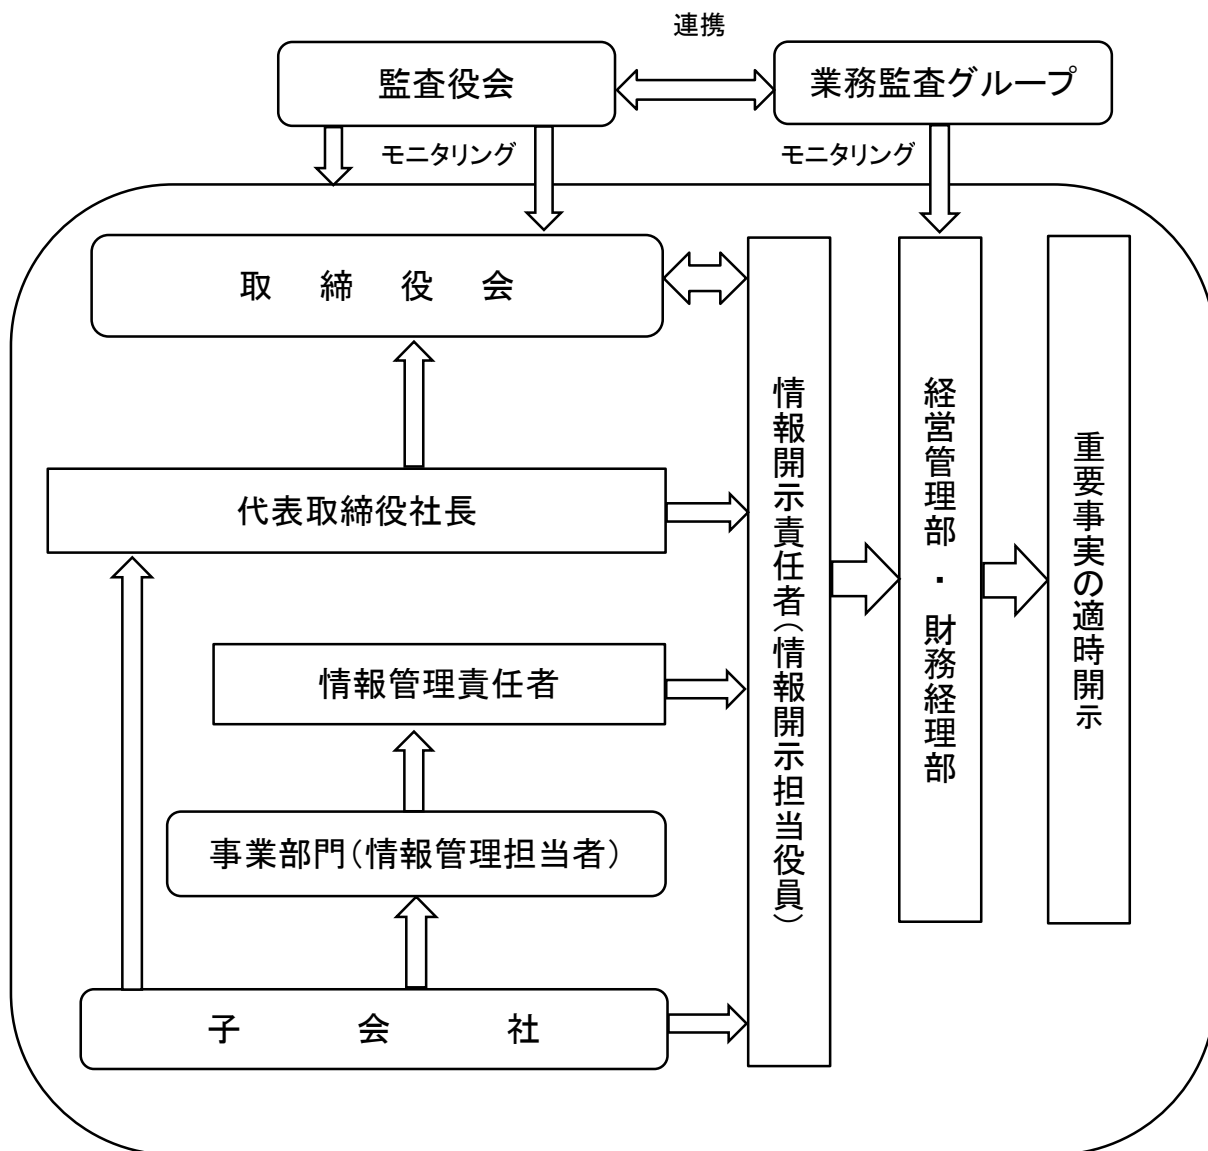 連携
監査役会
業務監査グループ
モニタリング
モニタリング
取締役会
代表取締役社長
情報管理責任者
事業部門(情報管理担当者)
子会社
情報開示責任者(情報開示担当役員)
経営管理部・財務経理部
重要事実の適時開示